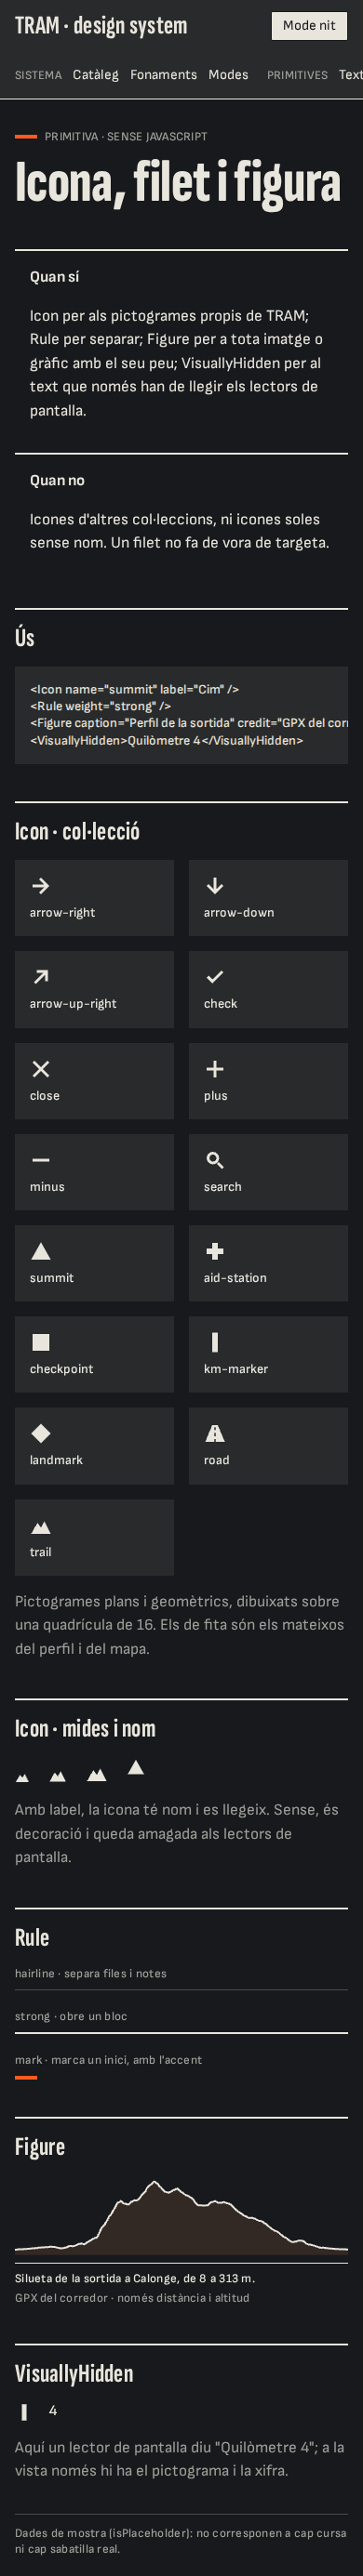 TRAM · design system
Mode nit
SISTEMA Catàleg Fonaments Modes PRIMITIVES Text
PRIMITIVA · SENSE JAVASCRIPT
Icona, filet i figura
Quan sí
Icon per als pictogrames propis de TRAM;
Rule per separar; Figure per a tota imatge o
gràfic amb el seu peu; VisuallyHidden per al
text que només han de llegir els lectors de
pantalla.
Quan no
Icones d'altres col·leccions, ni icones soles
sense nom. Un filet no fa de vora de targeta.
Ús
<Icon name="summit" label="Cim" />
<Rule weight="strong" />
<Figure caption="Perfil de la sortida" credit="GPX del corr
<VisuallyHidden>Quilòmetre 4</VisuallyHidden>
Icon · col·lecció
arrow-right
arrow-down
arrow-up-right
check
close
plus
minus
search
summit
aid-station
checkpoint
km-marker
landmark
road
trail
Pictogrames plans i geomètrics, dibuixats sobre
una quadrícula de 16. Els de fita són els mateixos
del perfil i del mapa.
Icon · mides i nom
Amb label, la icona té nom i es llegeix. Sense, és
decoració i queda amagada als lectors de
pantalla.
Rule
hairline · separa files i notes
strong · obre un bloc
mark · marca un inici, amb l'accent
Figure
Silueta de la sortida a Calonge, de 8 a 313 m.
GPX del corredor · només distància i altitud
VisuallyHidden
4
Aquí un lector de pantalla diu "Quilòmetre 4"; a la
vista només hi ha el pictograma i la xifra.
Dades de mostra (isPlaceholder): no corresponen a cap cursa
ni cap sabatilla real.